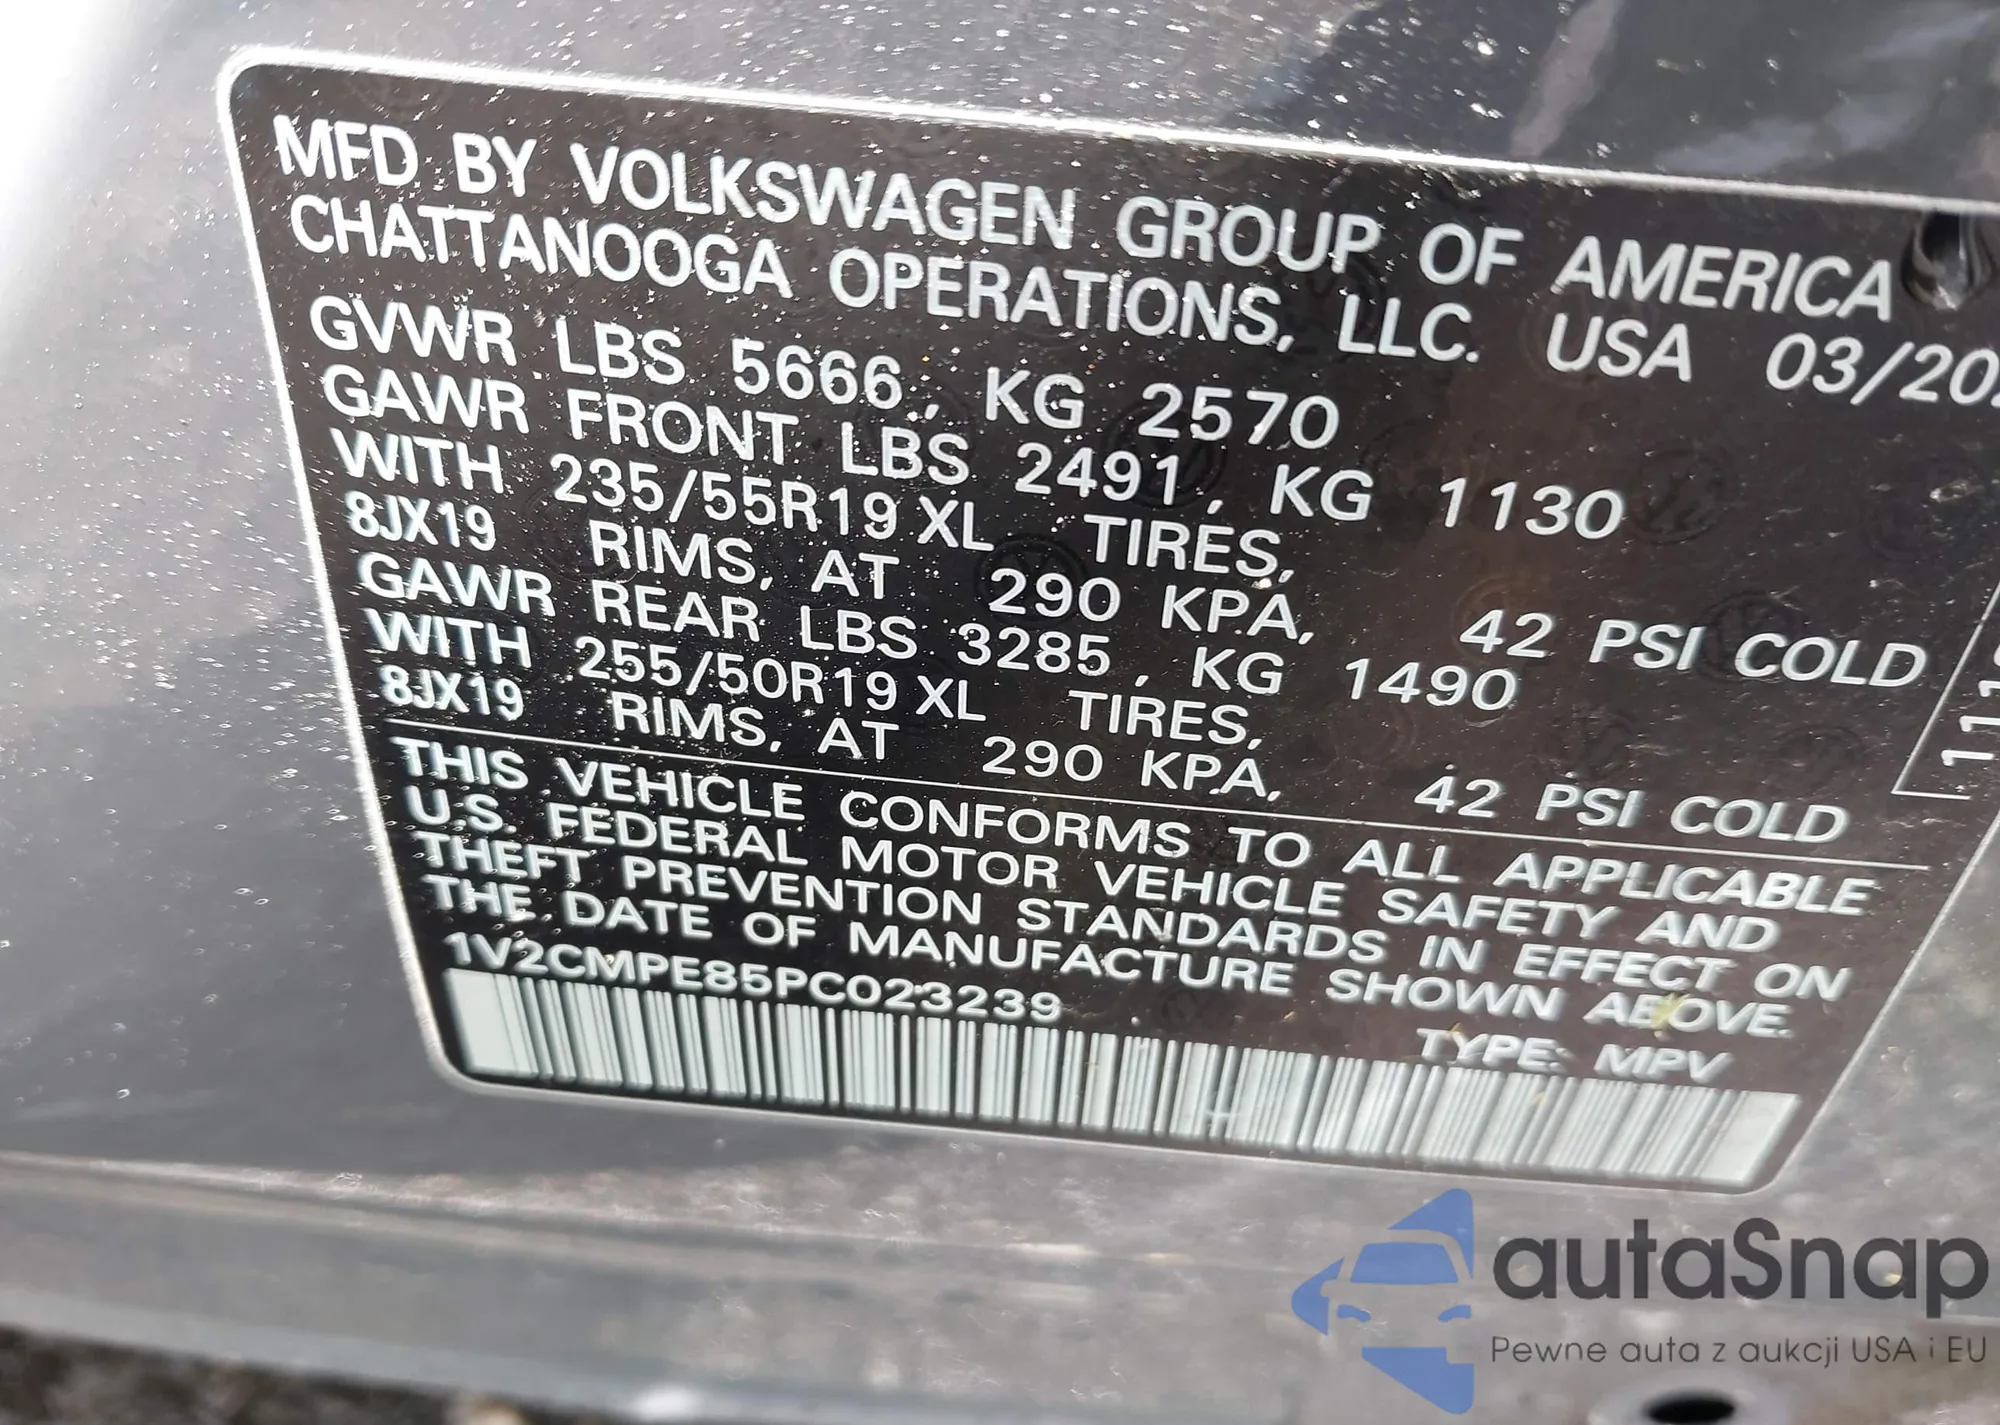 MFD BY VOLKSWAGEN GROUP OF AMERICA
CHATTANOOGA OPERATIONS, LLC. USA 03/202
GVWR LBS 5666, KG 2570
GAWR FRONT LBS 2491, KG 1130
WITH 235/55R19 XL TIRES,
8JX19 RIMS, AT 290 KPA, 42 PSI COLD
GAWR REAR LBS 3285, KG 1490
WITH 255/50R19 XL TIRES,
8JX19 RIMS, AT 290 KPA, 42 PSI COLD
THIS VEHICLE CONFORMS TO ALL APPLICABLE
U.S. FEDERAL MOTOR VEHICLE SAFETY AND
THEFT PREVENTION STANDARDS IN EFFECT ON
THE DATE OF MANUFACTURE SHOWN ABOVE.
1V2CMPE85PC023239
TYPE: MPV
autaSnap
Pewne auta z aukcji USA i EU